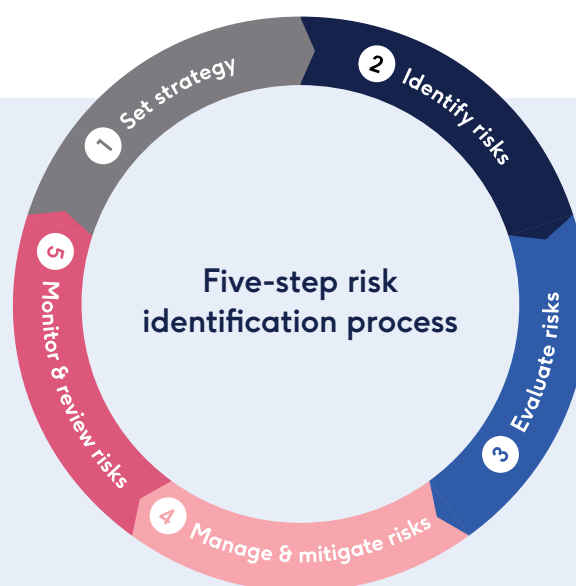 Five-step risk
identification process
1 Set strategy
2 Identify risks
3 Evaluate risks
4 Manage & mitigate risks
5 Monitor & review risks